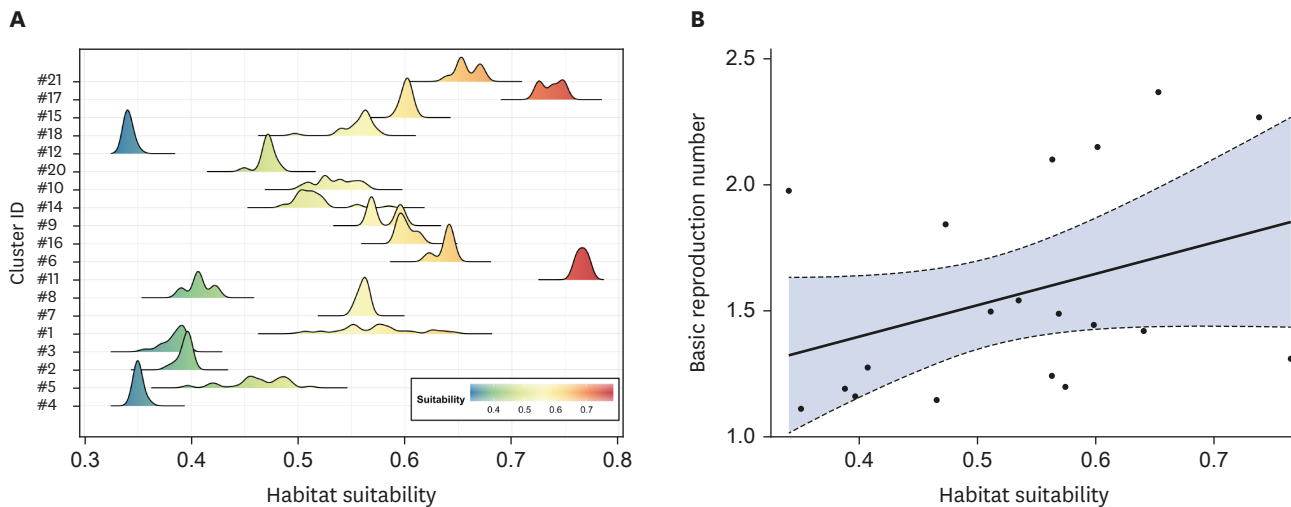 A
Cluster ID
#21
#17
#15
#18
#12
#20
#10
#14
#9
#16
#6
#11
#8
#7
#1
#3
#2
#5
#4
Suitability
0.4 0.5 0.6 0.7
0.3 0.4 0.5 0.6 0.7 0.8
Habitat suitability
B
Basic reproduction number
2.5
2.0
1.5
1.0
0.4 0.5 0.6 0.7
Habitat suitability